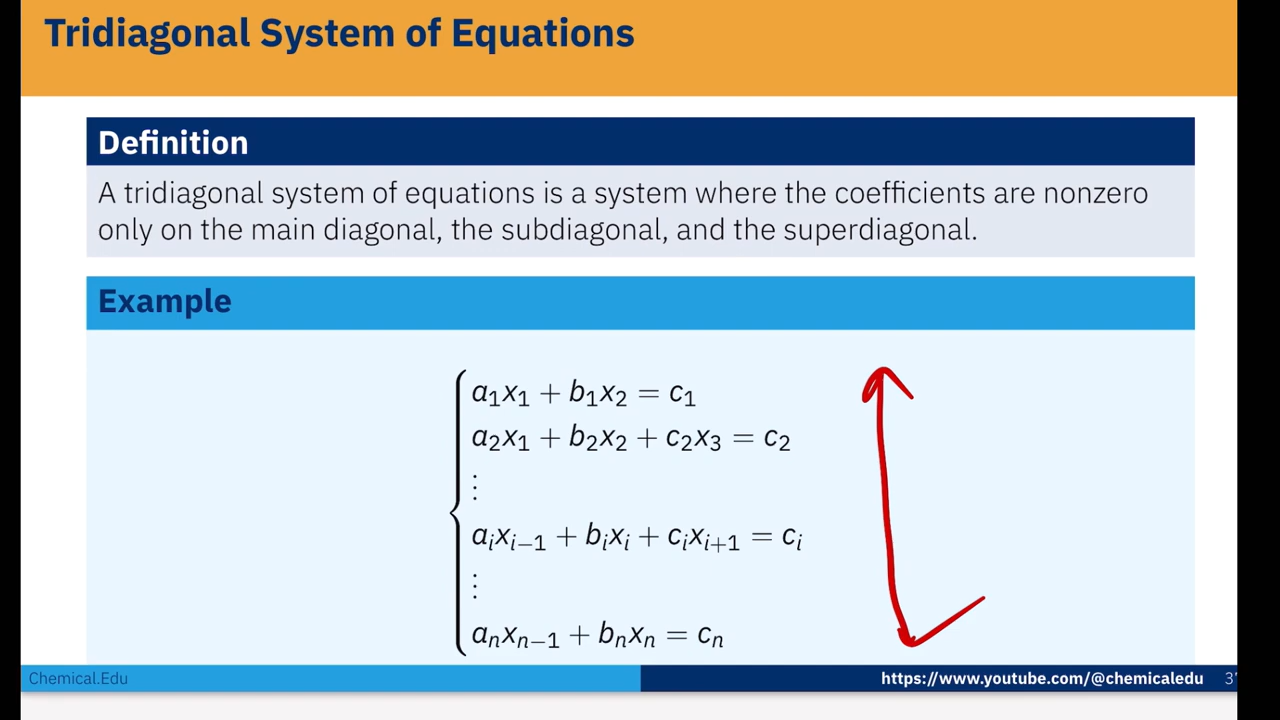 Tridiagonal System of Equations
Definition
A tridiagonal system of equations is a system where the coefficients are nonzero
only on the main diagonal, the subdiagonal, and the superdiagonal.
Example
a₁x₁ + b₁x₂ = c₁
a₂x₁ + b₂x₂ + c₂x₃ = c₂
⋮
aᵢxᵢ₋₁ + bᵢxᵢ + cᵢxᵢ₊₁ = cᵢ
⋮
aₙxₙ₋₁ + bₙxₙ = cₙ
Chemical.Edu
https://www.youtube.com/@chemicaledu